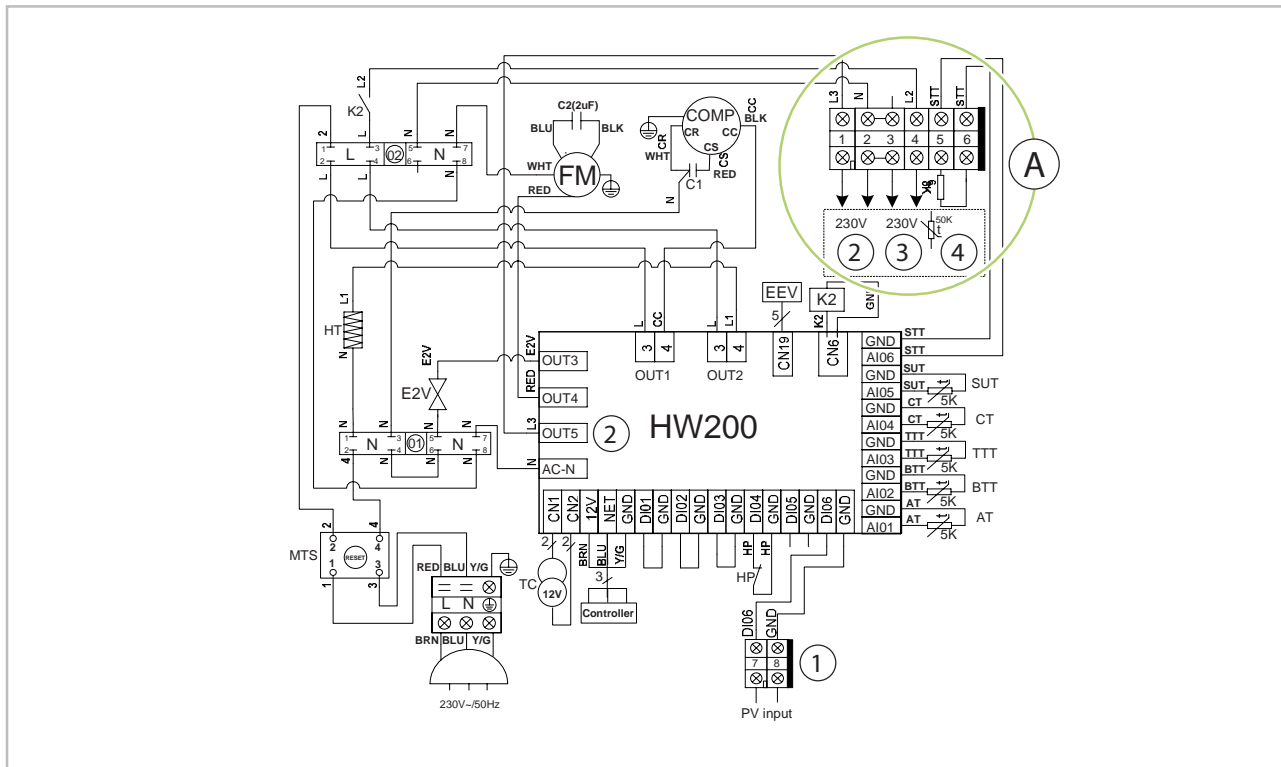 L2
K2
2
L
N
N
1 3 5 7
L 02 N
2 4 6 8
L
L
N
N
C2(2uF)
BLU
BLK
WHT
FM
RED
COMP
CR CC
CS
CC
BLK
CR
WHT
CS
RED
C1
N
L3
N
L2
STT
STT
1 2 3 4 5 6
A
230V
230V
50K
t
2
3
4
L1
HT
N
E2V
E2V
E2V
RED
L3
N
N
N
N
N
1 3 5 7
N 01 N
2 4 6 8
4
N
N
N
L
CC
3 4
OUT1
L
L1
3 4
OUT2
EEV
5
CN19
K2
K2
CN6
OUT3
OUT4
OUT5
AC-N
2
HW200
GND
AI06
GND
AI05
GND
AI04
GND
AI03
GND
AI02
GND
AI01
STT
STT
SUT
SUT
t
5K
SUT
CT
CT
t
5K
CT
TTT
TTT
t
5K
TTT
BTT
BTT
t
5K
BTT
AT
AT
t
5K
AT
CN1 CN2 12V NET GND DI01 GND DI02 GND DI03 GND DI04 GND DI05 GND DI06 GND
2
2
BRN
BLU
Y/G
HP
HP
HP
TC
12V
3
Controller
2
4
MTS
2 4
RESET
1 3
1
3
RED BLU Y/G
L N
BRN BLU Y/G
230V~/50Hz
DI06
GND
7 8
1
PV input